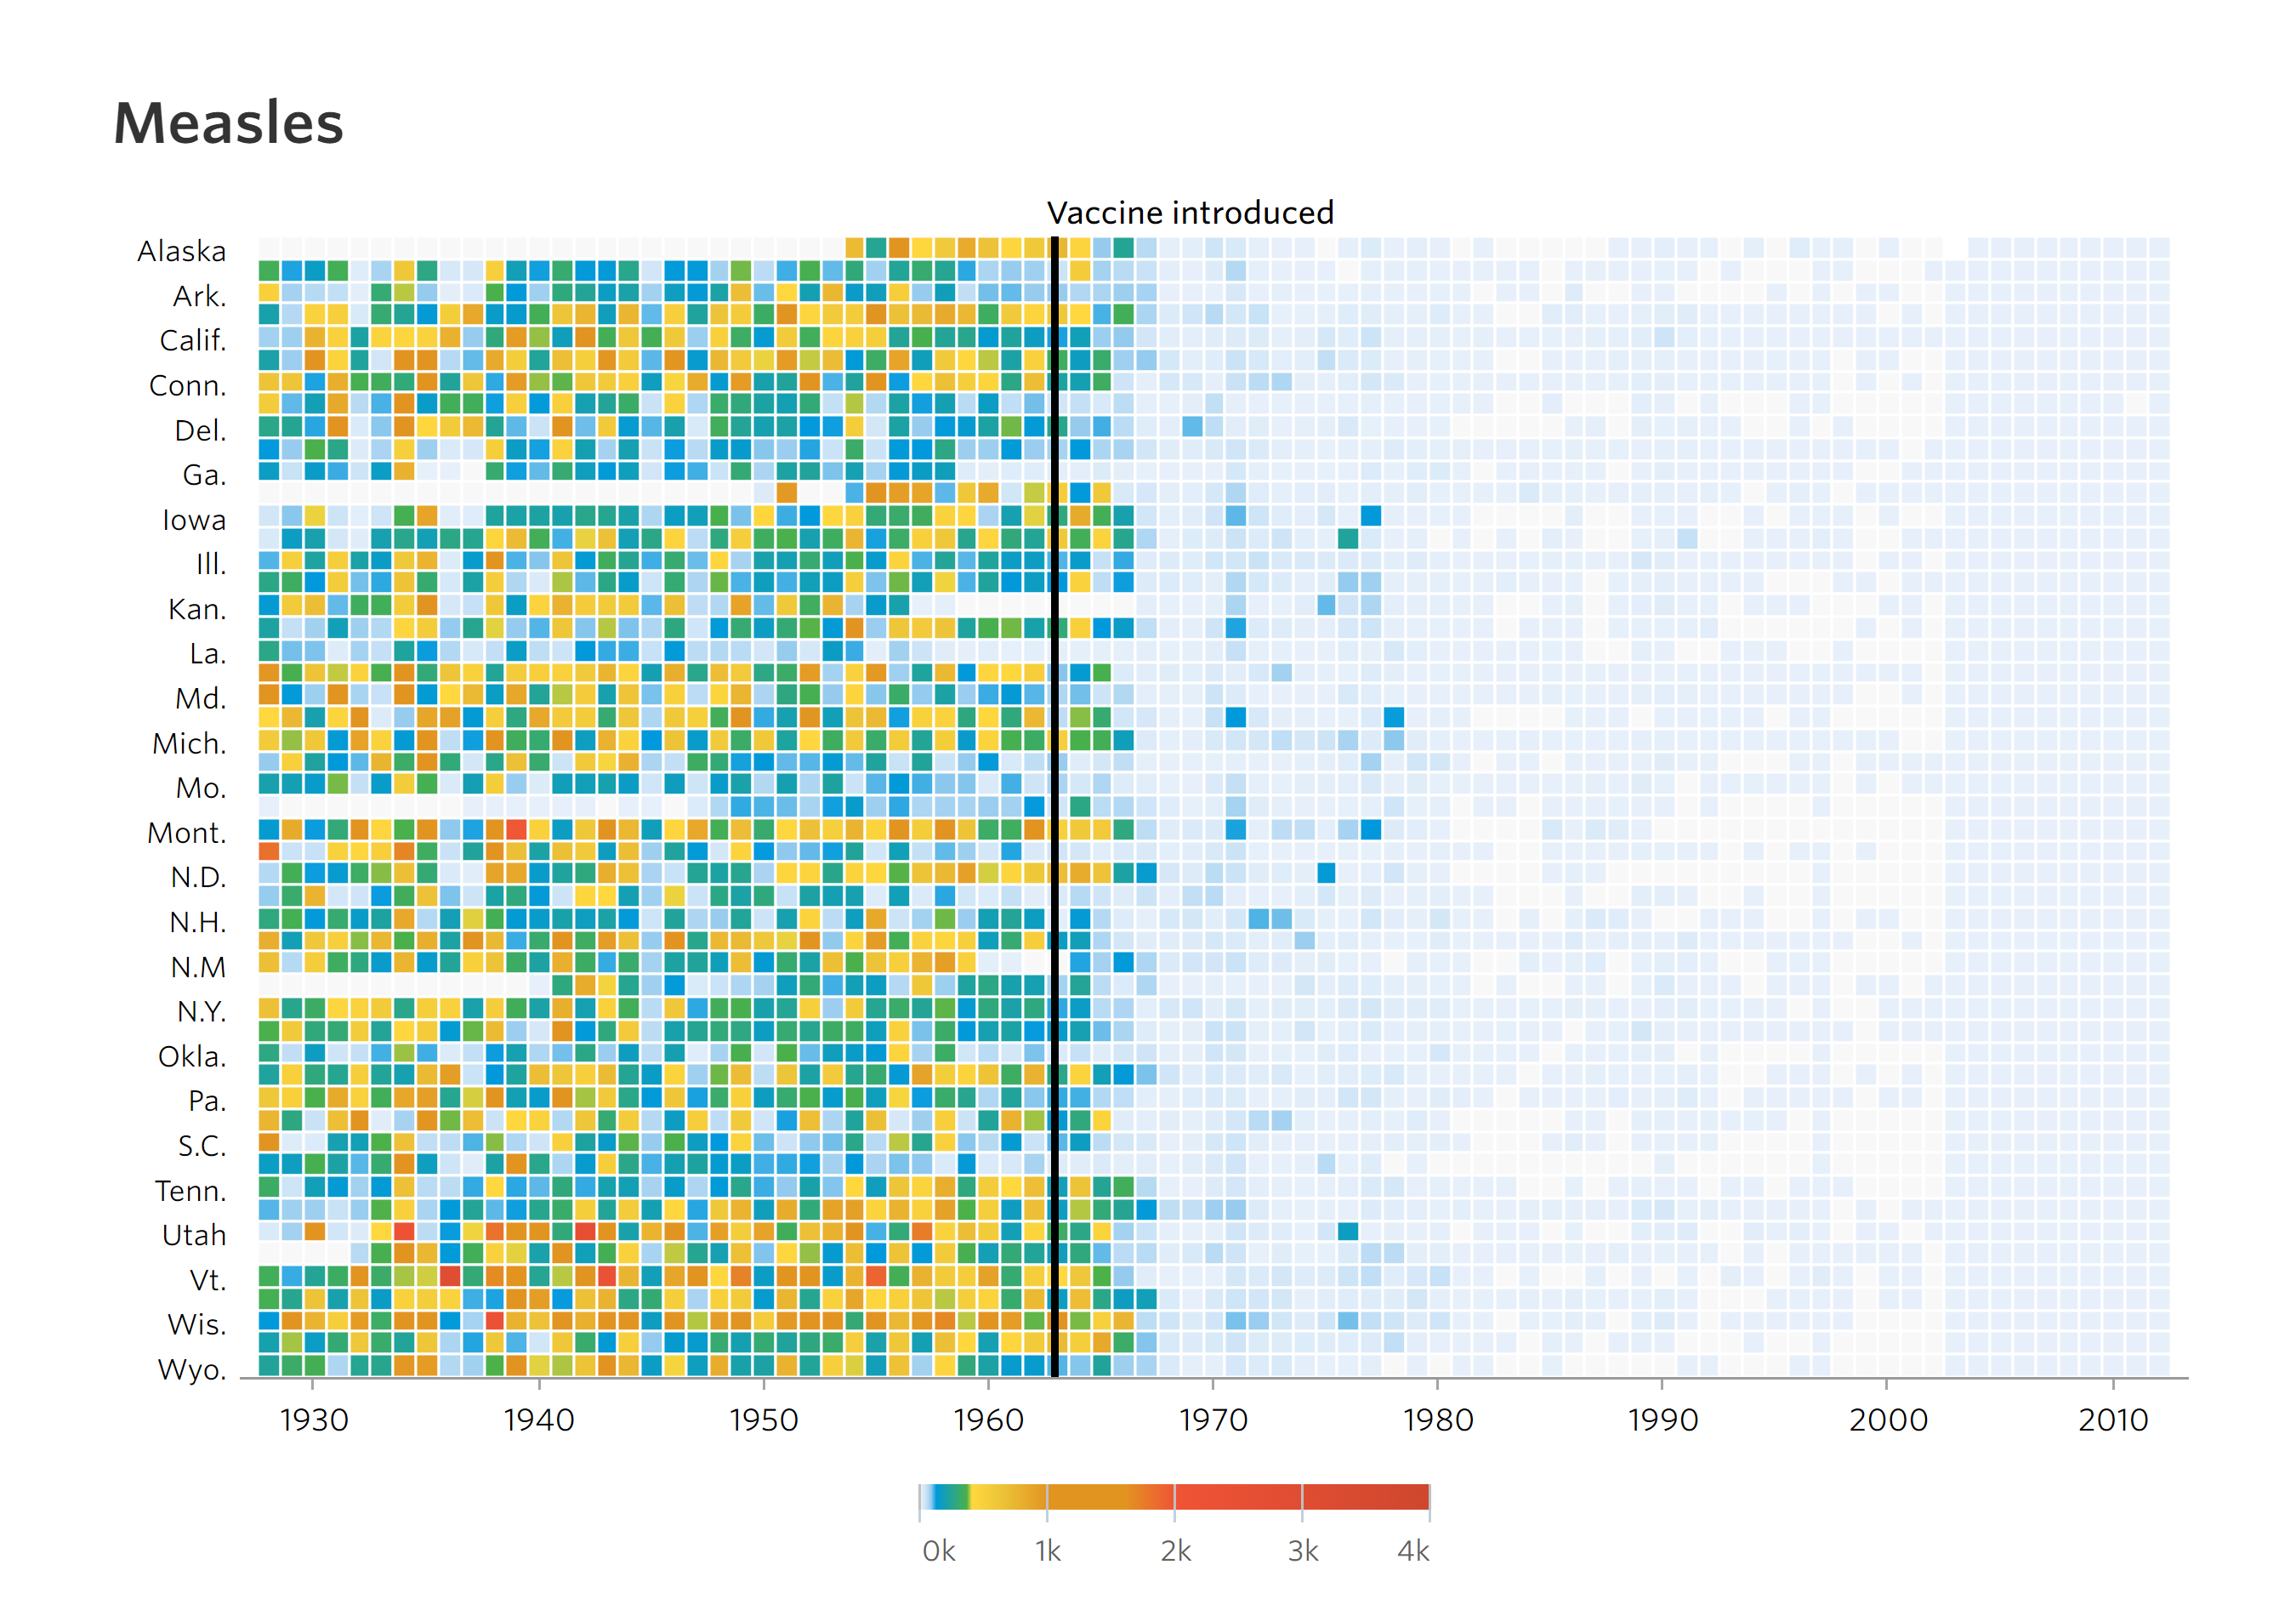 Measles
Vaccine introduced
Alaska
Ark.
Calif.
Conn.
Del.
Ga.
Iowa
Ill.
Kan.
La.
Md.
Mich.
Mo.
Mont.
N.D.
N.H.
N.M
N.Y.
Okla.
Pa.
S.C.
Tenn.
Utah
Vt.
Wis.
Wyo.
1930 1940 1950 1960 1970 1980 1990 2000 2010
0k 1k 2k 3k 4k